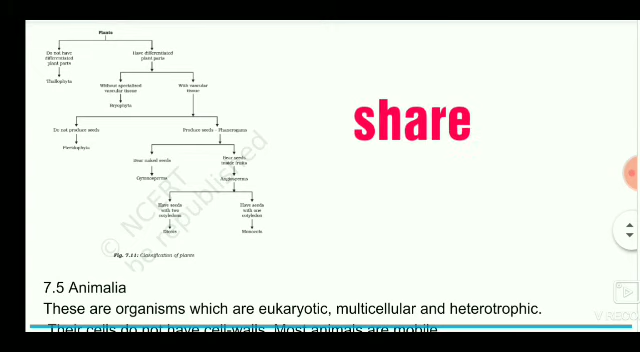 Plants
Do not have
differentiated
plant parts
Have differentiated
plant parts
Thallophyta
Without specialised
vascular tissue
With vascular
tissue
Bryophyta
Do not produce seeds
Produce seeds—Phanerogams
Pteridophyta
Bear naked seeds
Bear seeds
inside fruits
Gymnosperms
Angiosperms
Have seeds
with two
cotyledons
Have seeds
with one
cotyledon
Dicots
Monocots
© NCERT
be republished
Fig. 7.11: Classification of plants
share
7.5 Animalia
These are organisms which are eukaryotic, multicellular and heterotrophic.
Their cells do not have cell-walls. Most animals are mobile.
V RECO